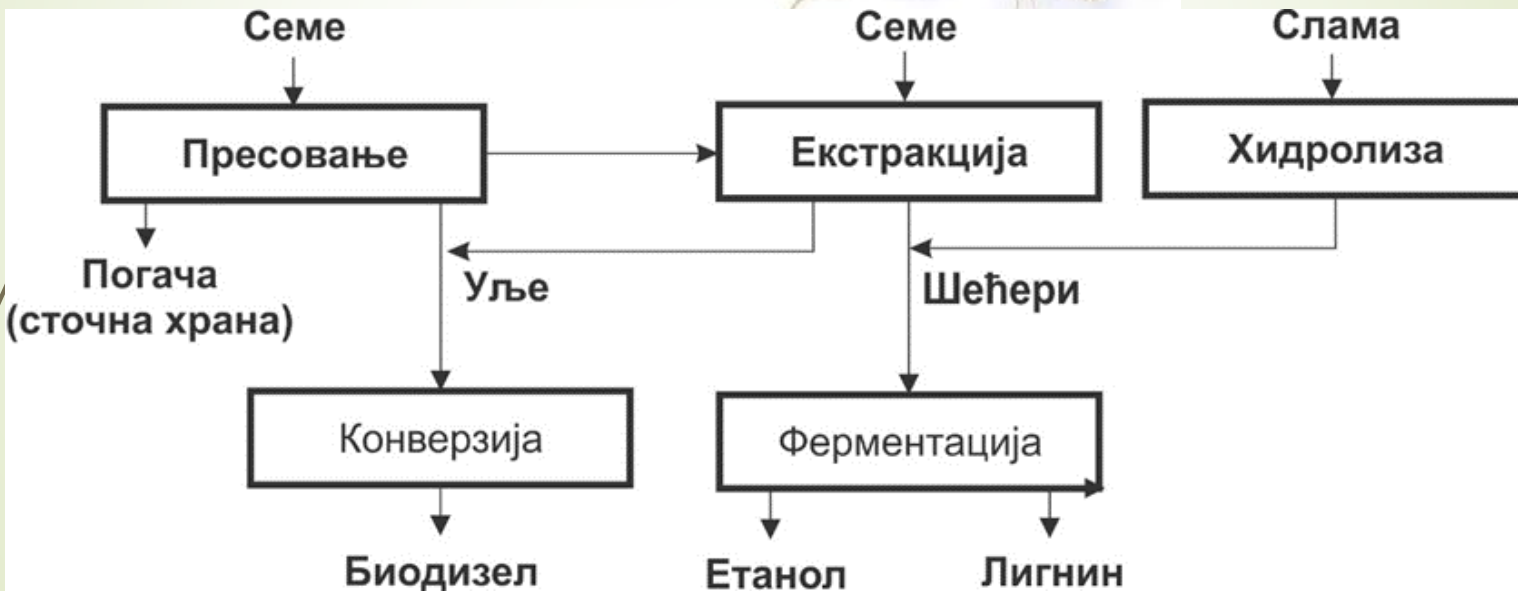 Семе
Семе
Слама
Пресовање
Екстракција
Хидролиза
Погача
(сточна храна)
Уље
Шећери
Конверзија
Ферментација
Биодизел
Етанол
Лигнин